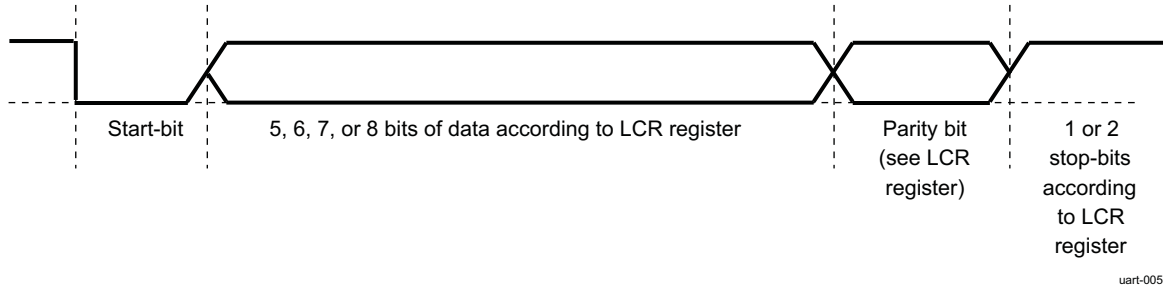 Start-bit
5, 6, 7, or 8 bits of data according to LCR register
Parity bit
(see LCR
register)
1 or 2
stop-bits
according
to LCR
register
uart-005